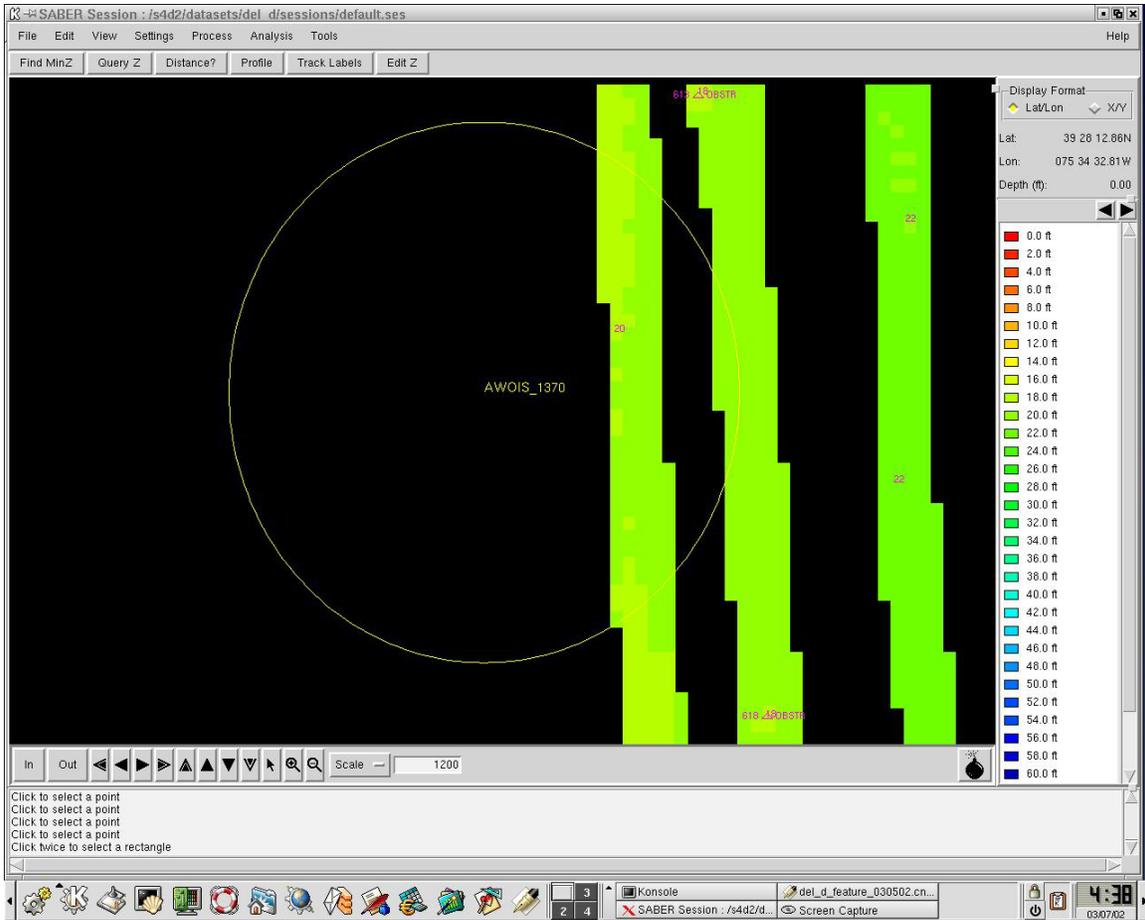 SABER Session : /s4d2/datasets/del_d/sessions/default.ses
File Edit View Settings Process Analysis Tools Help
Find MinZ Query Z Distance? Profile Track Labels Edit Z
Display Format
Lat/Lon X/Y
Lat: 39 28 12.86N
Lon: 075 34 32.81W
Depth (ft): 0.00
613 18 OBSTR
22
20
AWOIS_1370
22
618 OBSTR
0.0 ft
2.0 ft
4.0 ft
6.0 ft
8.0 ft
10.0 ft
12.0 ft
14.0 ft
16.0 ft
18.0 ft
20.0 ft
22.0 ft
24.0 ft
26.0 ft
28.0 ft
30.0 ft
32.0 ft
34.0 ft
36.0 ft
38.0 ft
40.0 ft
42.0 ft
44.0 ft
46.0 ft
48.0 ft
50.0 ft
52.0 ft
54.0 ft
56.0 ft
58.0 ft
60.0 ft
In Out Scale 1200
Click to select a point
Click to select a point
Click to select a point
Click to select a point
Click twice to select a rectangle
3
2 4
Konsole
del_d_feature_030502.cn...
SABER Session : /s4d2/d...
Screen Capture
4:38
03/07/02